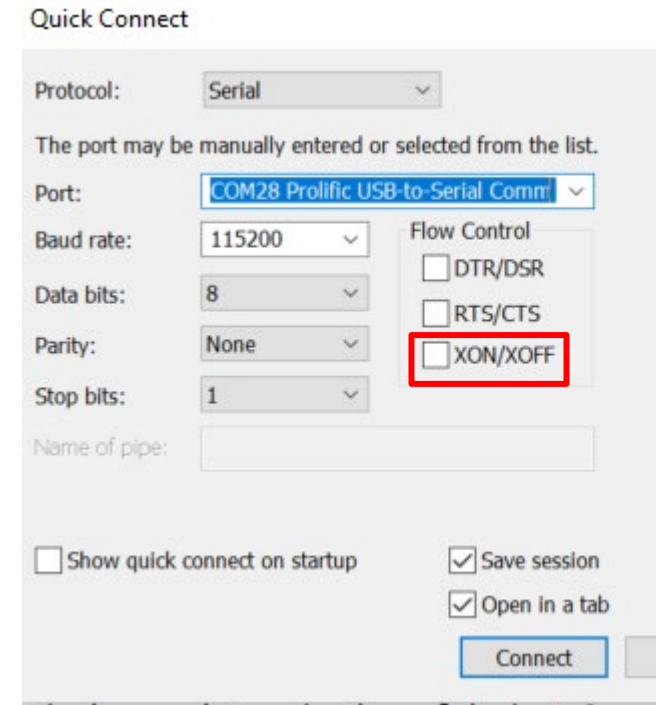 Quick Connect
Protocol: Serial
The port may be manually entered or selected from the list.
Port: COM28 Prolific USB-to-Serial Comm
Baud rate: 115200
Flow Control
DTR/DSR
Data bits: 8
RTS/CTS
Parity: None
XON/XOFF
Stop bits: 1
Name of pipe:
Show quick connect on startup
Save session
Open in a tab
Connect